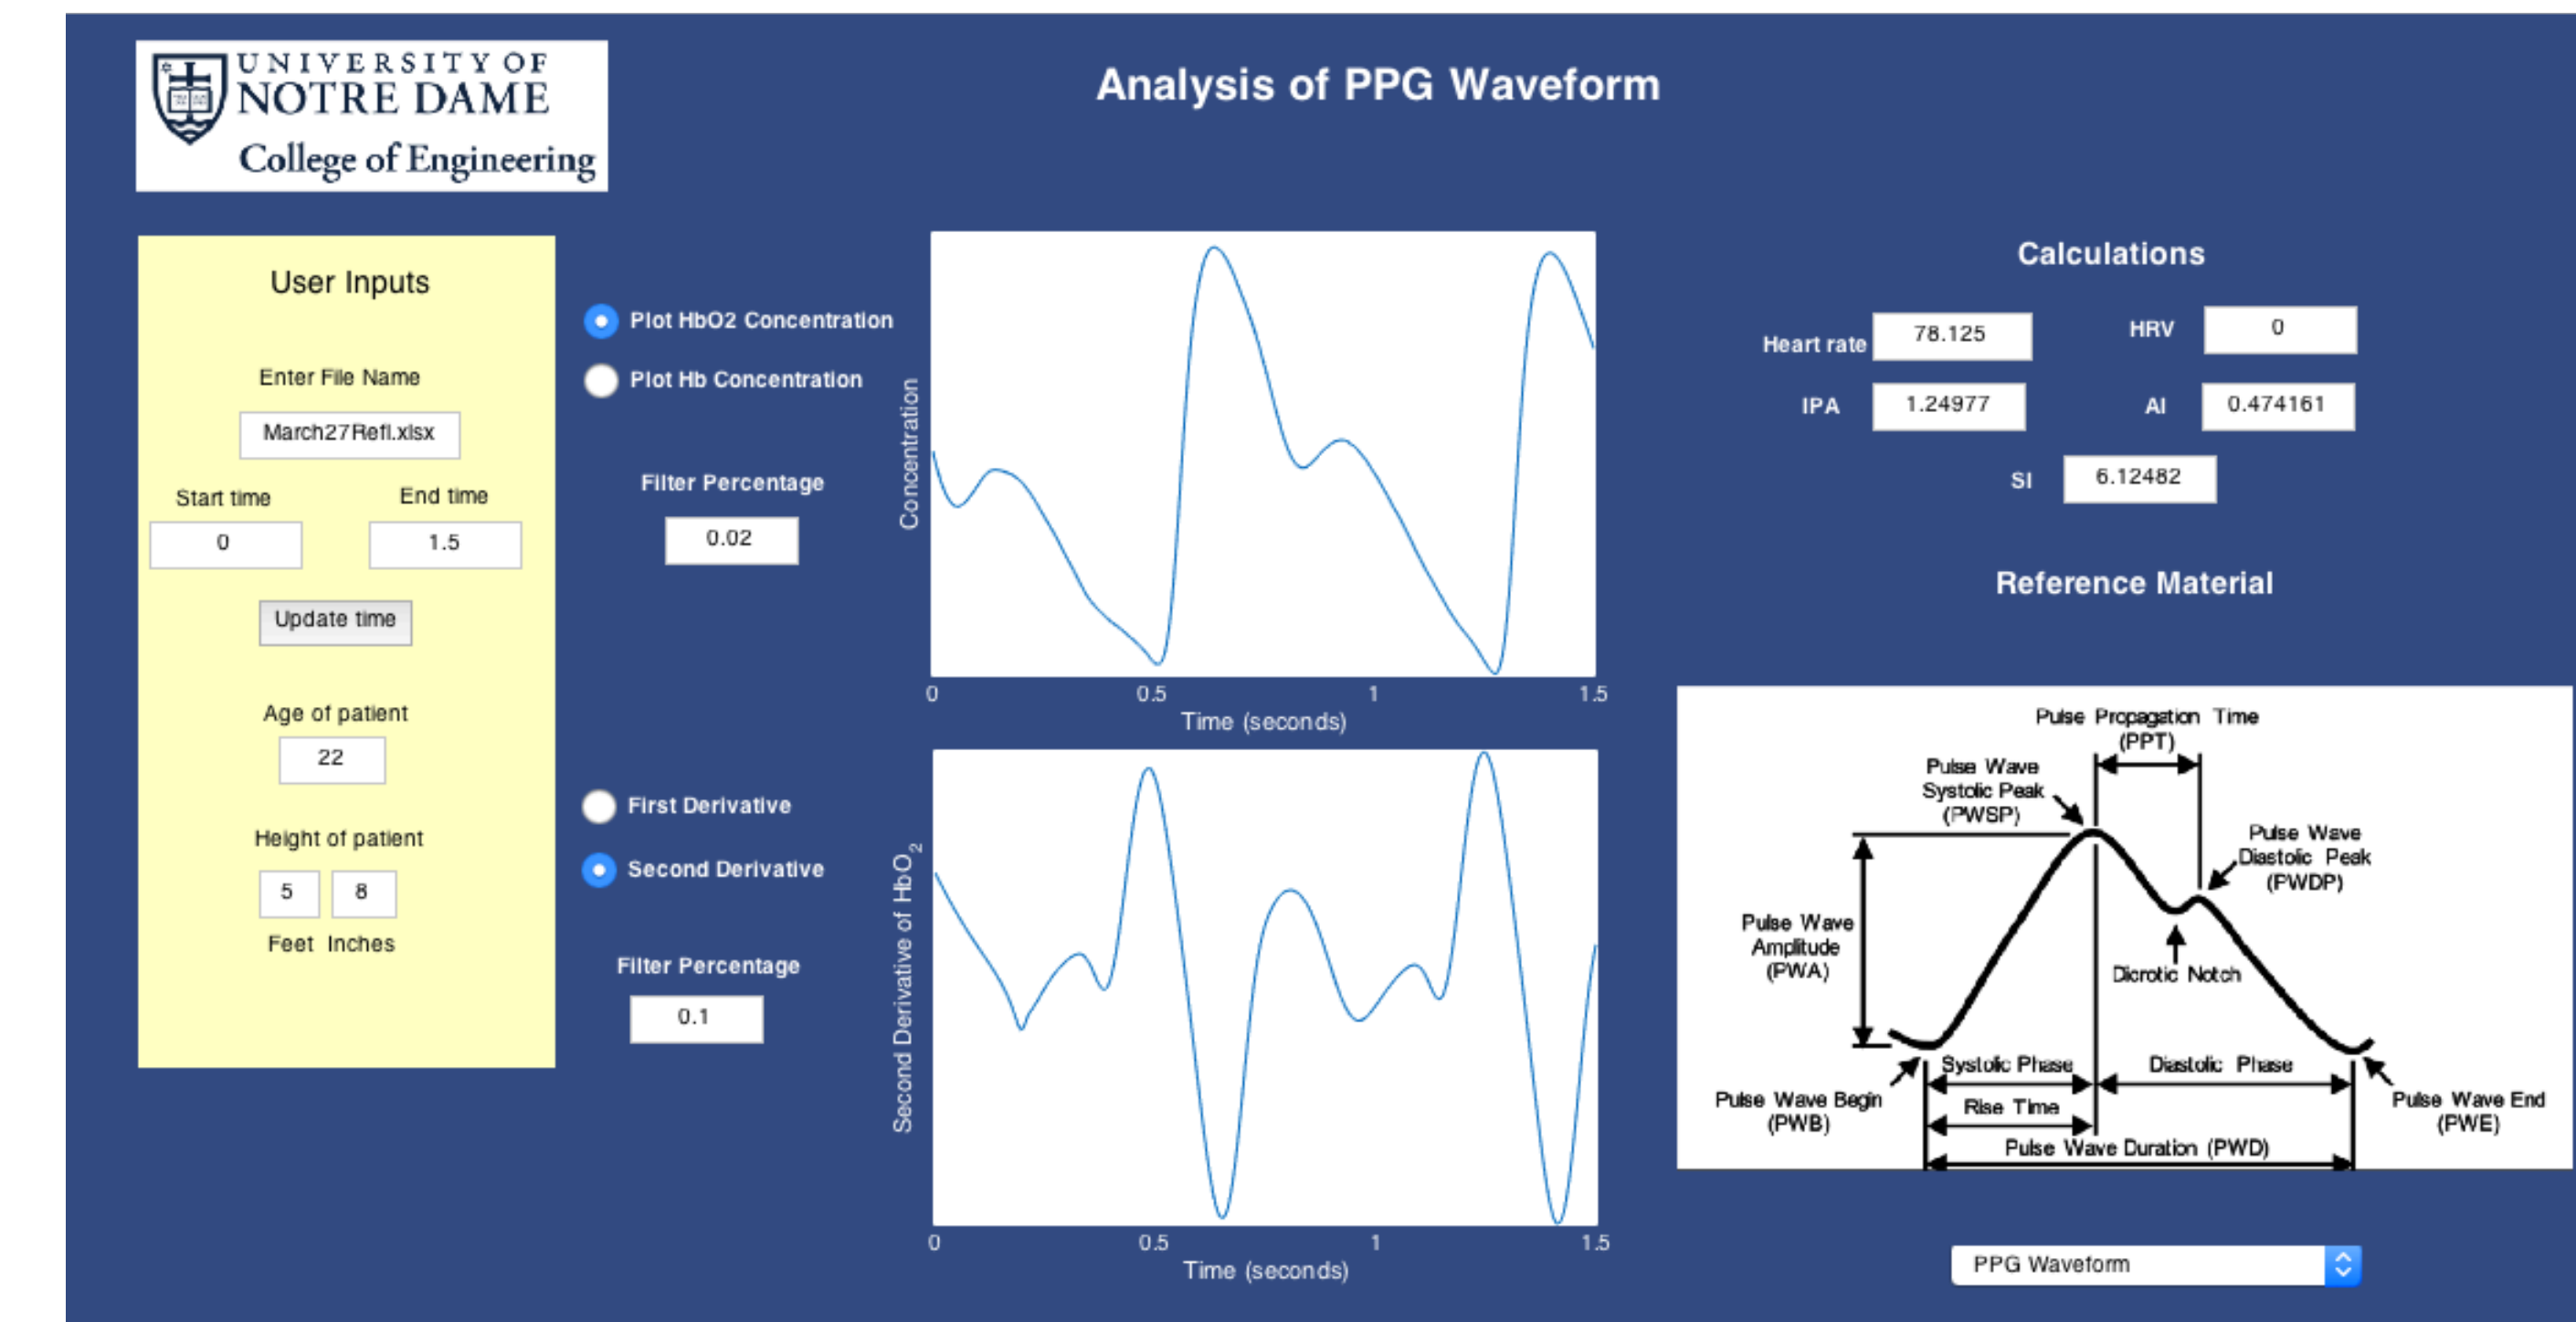 UNIVERSITY OF
NOTRE DAME
College of Engineering
Analysis of PPG Waveform
User Inputs
Enter File Name
March27Refl.xlsx
Start time
End time
0
1.5
Update time
Age of patient
22
Height of patient
5
8
Feet Inches
Plot HbO2 Concentration
Plot Hb Concentration
Filter Percentage
0.02
First Derivative
Second Derivative
Filter Percentage
0.1
Concentration
0
0.5
1
1.5
Time (seconds)
Second Derivative of HbO2
0
0.5
1
1.5
Time (seconds)
Calculations
Heart rate
78.125
HRV
0
IPA
1.24977
AI
0.474161
SI
6.12482
Reference Material
Pulse Propagation Time
(PPT)
Pulse Wave
Systolic Peak
(PWSP)
Pulse Wave
Diastolic Peak
(PWDP)
Pulse Wave
Amplitude
(PWA)
Dicrotic Notch
Systolic Phase
Diastolic Phase
Pulse Wave Begin
(PWB)
Rise Time
Pulse Wave End
(PWE)
Pulse Wave Duration (PWD)
PPG Waveform